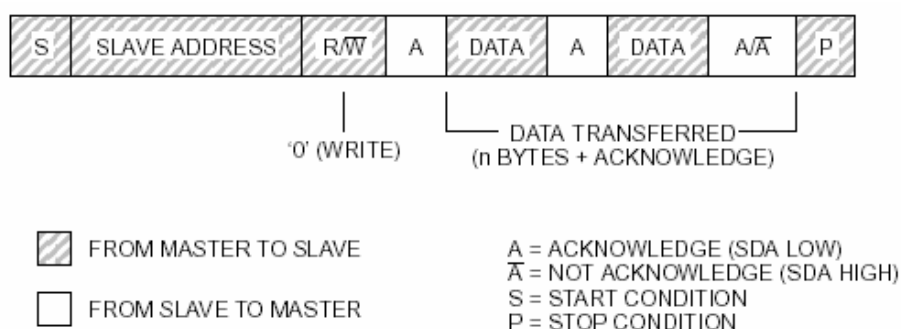 S SLAVE ADDRESS R/W̅ A DATA A DATA A/A̅ P
'0' (WRITE)
DATA TRANSFERRED
(n BYTES + ACKNOWLEDGE)
FROM MASTER TO SLAVE
FROM SLAVE TO MASTER
A = ACKNOWLEDGE (SDA LOW)
A̅ = NOT ACKNOWLEDGE (SDA HIGH)
S = START CONDITION
P = STOP CONDITION